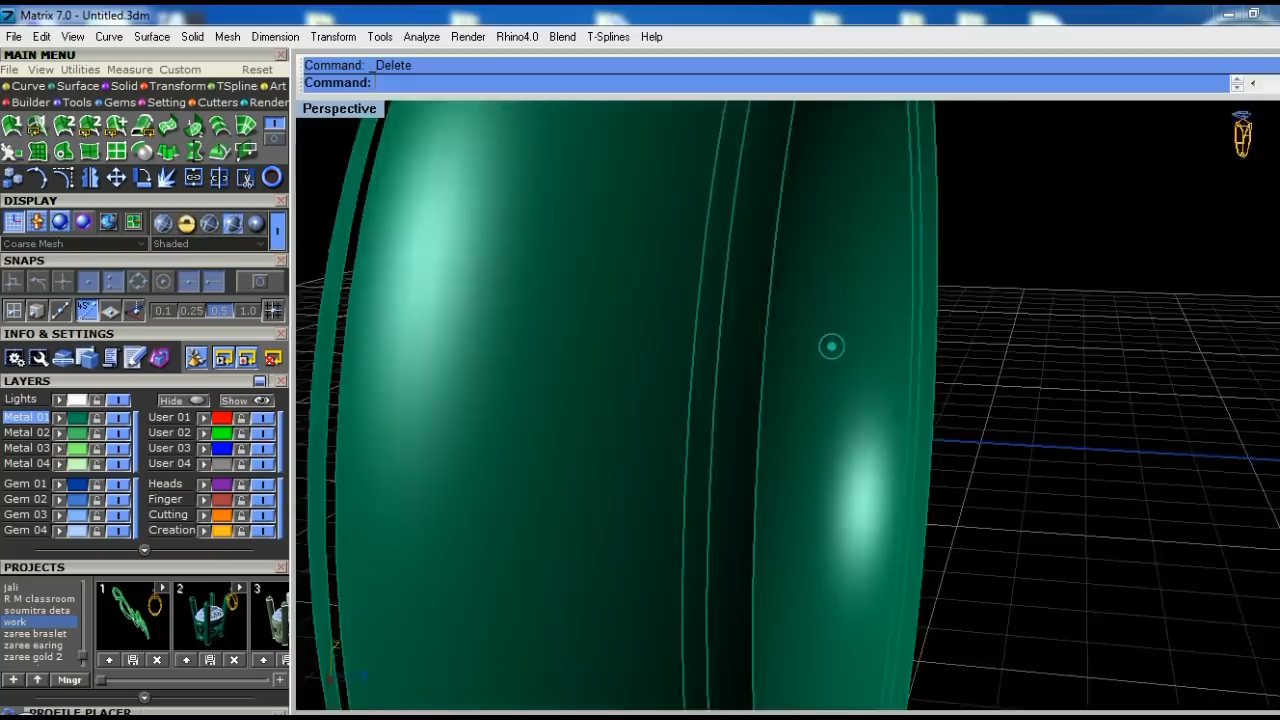 Matrix 7.0 - Untitled.3dm
File Edit View Curve Surface Solid Mesh Dimension Transform Tools Analyze Render Rhino4.0 Blend T-Splines Help
MAIN MENU
File View Utilities Measure Custom Reset
Curve Surface Solid Transform TSpline Art
Builder Tools Gems Setting Cutters Render
Command: _Delete
Command:
Perspective
DISPLAY
Coarse Mesh Shaded
SNAPS
45°
0.1 0.25 0.5 1.0
INFO & SETTINGS
LAYERS
Lights Hide Show
Metal 01 User 01
Metal 02 User 02
Metal 03 User 03
Metal 04 User 04
Gem 01 Heads
Gem 02 Finger
Gem 03 Cutting
Gem 04 Creation
PROJECTS
jali
R M classroom
soumitra deta
work
zaree braslet
zaree earing
zaree gold 2
1 2 3
Mngr
PROFILE PLACER
z